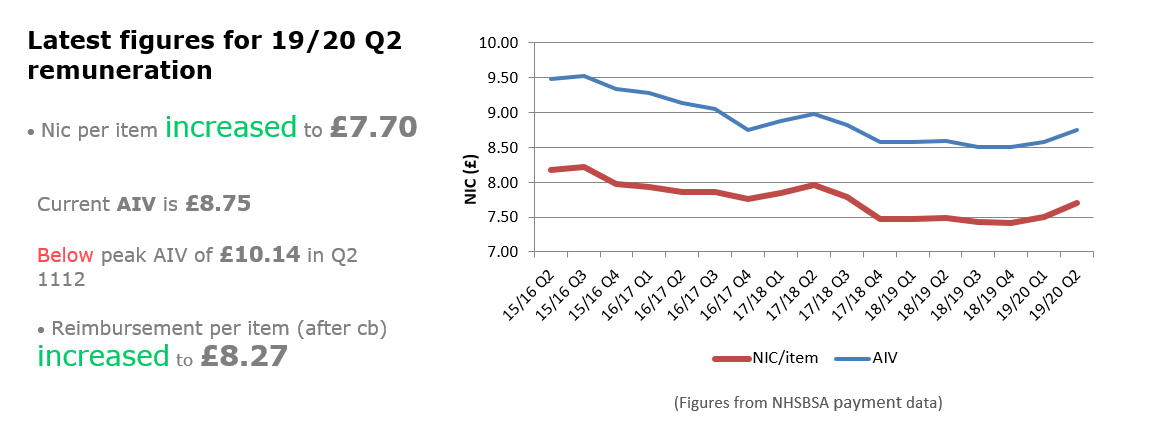 Latest figures for 19/20 Q2
remuneration
• Nic per item increased to £7.70
Current AIV is £8.75
Below peak AIV of £10.14 in Q2
1112
• Reimbursement per item (after cb)
increased to £8.27
10.00
9.50
9.00
8.50
8.00
7.50
7.00
NIC (£)
15/16 Q2
15/16 Q3
15/16 Q4
16/17 Q1
16/17 Q2
16/17 Q3
16/17 Q4
17/18 Q1
17/18 Q2
17/18 Q3
17/18 Q4
18/19 Q1
18/19 Q2
18/19 Q3
18/19 Q4
19/20 Q1
19/20 Q2
NIC/item
AIV
(Figures from NHSBSA payment data)